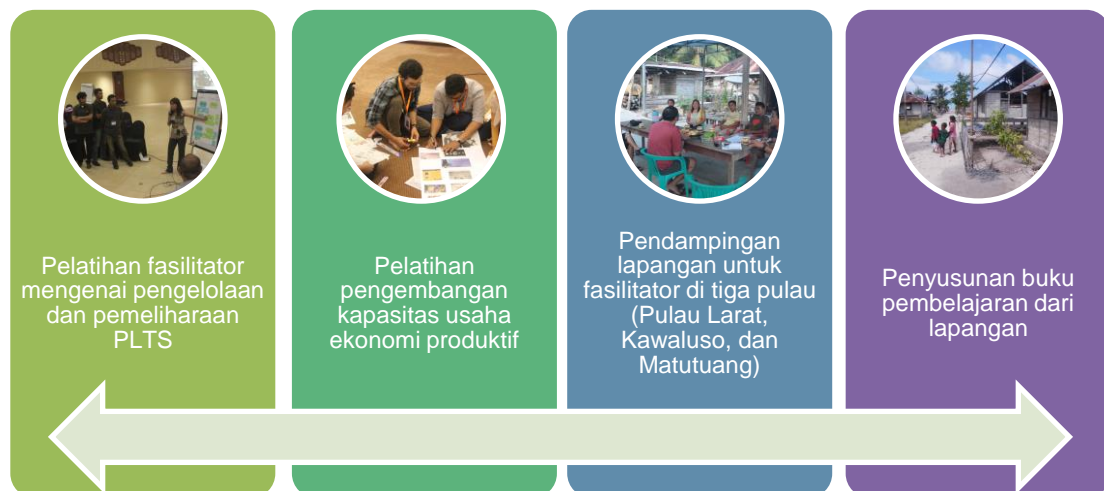 Pelatihan fasilitator
mengenai pengelolaan
dan pemeliharaan
PLTS
Pelatihan
pengembangan
kapasitas usaha
ekonomi produktif
Pendampingan
lapangan untuk
fasilitator di tiga pulau
(Pulau Larat,
Kawaluso, dan
Matutuang)
Penyusunan buku
pembelajaran dari
lapangan